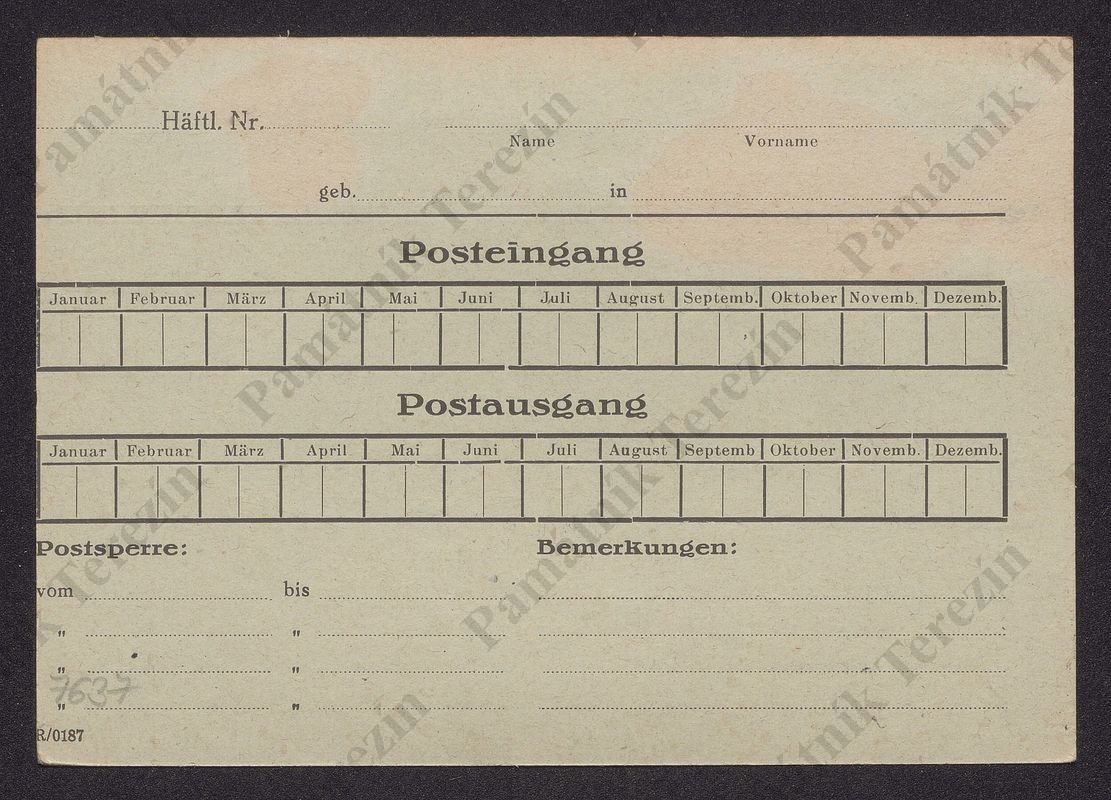 Häftl. Nr.
Name Vorname
geb. in
Posteingang
Januar Februar März April Mai Juni Juli August Septemb. Oktober Novemb. Dezemb.
Postausgang
Januar Februar März April Mai Juni Juli August Septemb Oktober Novemb. Dezemb.
Postsperre: Bemerkungen:
vom bis
" "
" "
7637
" "
R/0187
Památník Terezín